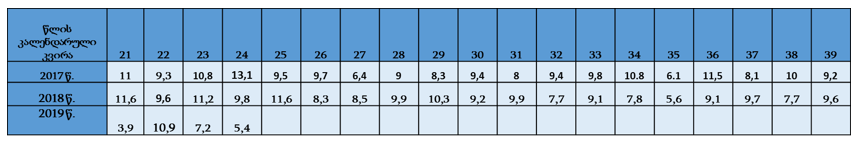 წლის
კალენდარული
კვირა 21 22 23 24 25 26 27 28 29 30 31 32 33 34 35 36 37 38 39
2017 წ. 11 9,3 10,8 13,1 9,5 9,7 6,4 9 8,3 9,4 8 9,4 9,8 10.8 6.1 11,5 8,1 10 9,2
2018 წ. 11,6 9,6 11,2 9,8 11,6 8,3 8,5 9,9 10,3 9,2 9,9 7,7 9,1 7,8 5,6 9,1 9,7 7,7 9,6
2019 წ. 3,9 10,9 7,2 5,4